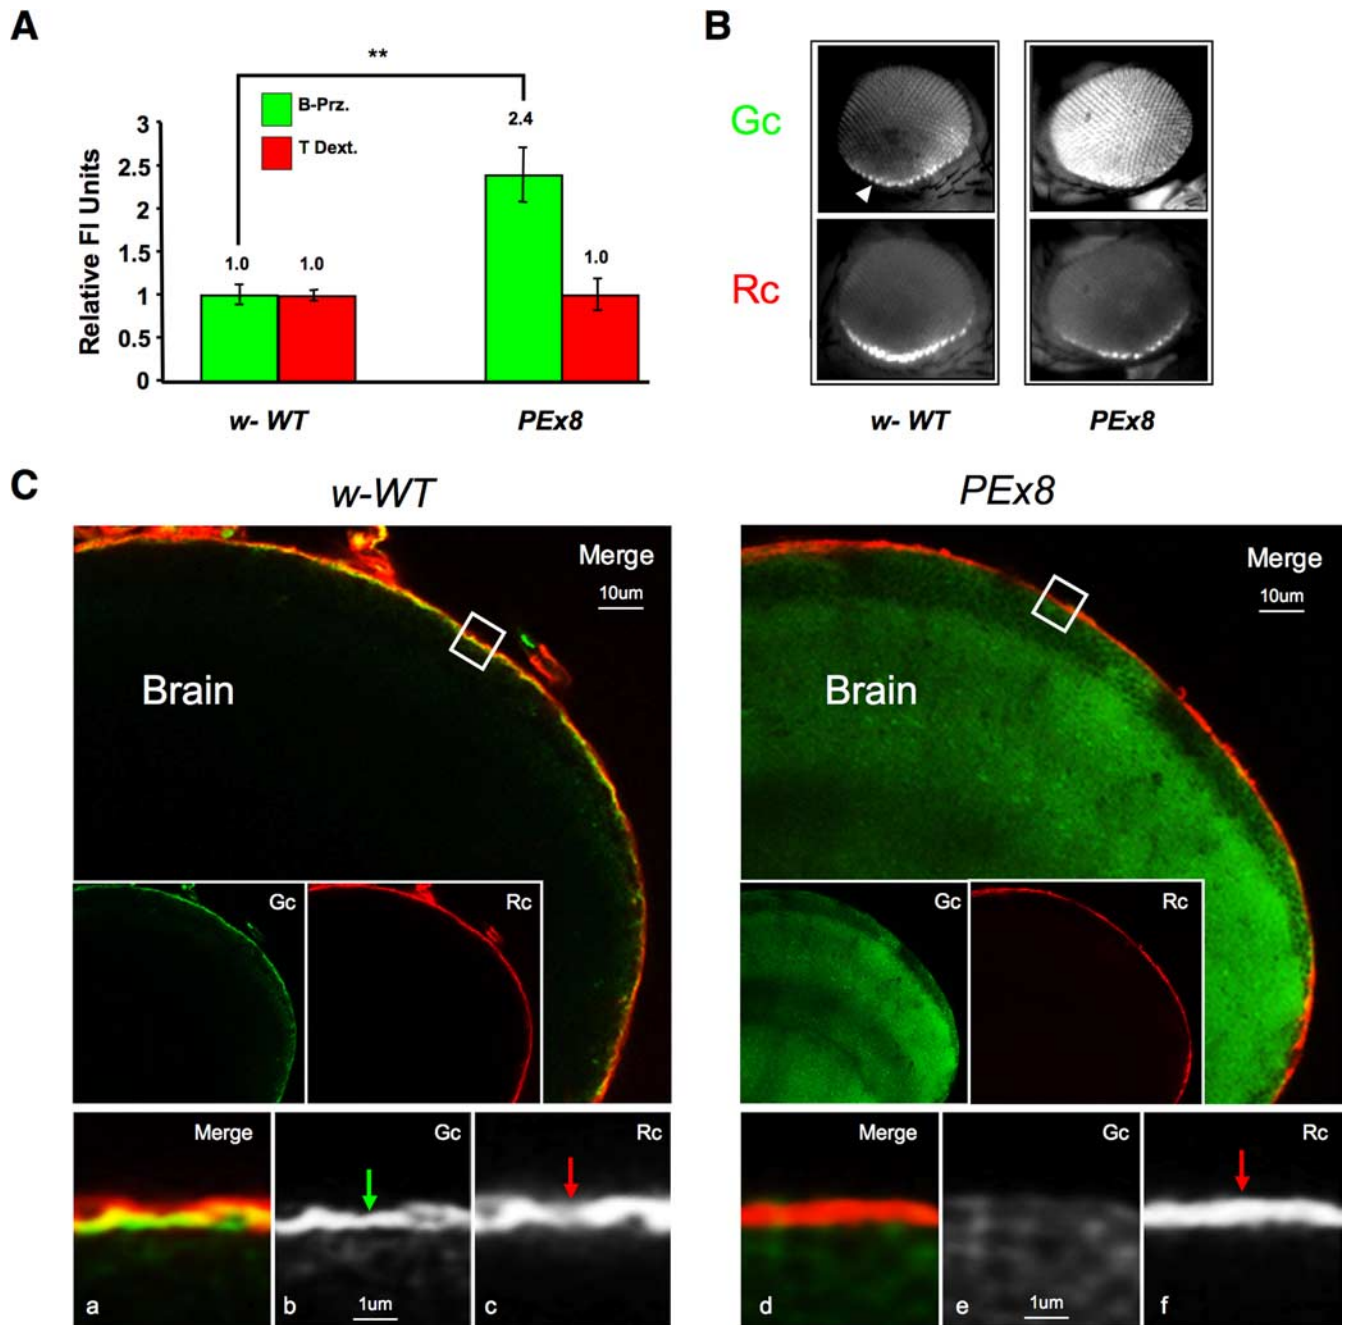 A
**
B-Prz.
T Dext.
2.4
1.0
1.0
1.0
3
2.5
2
1.5
1
0.5
0
Relative FI Units
w- WT
PEx8
B
Gc
Rc
w- WT
PEx8
C
w-WT
PEx8
Merge
10um
Brain
Gc
Rc
Merge
10um
Brain
Gc
Rc
Merge
a
Gc
b
1um
Rc
c
Merge
d
Gc
e
1um
Rc
f